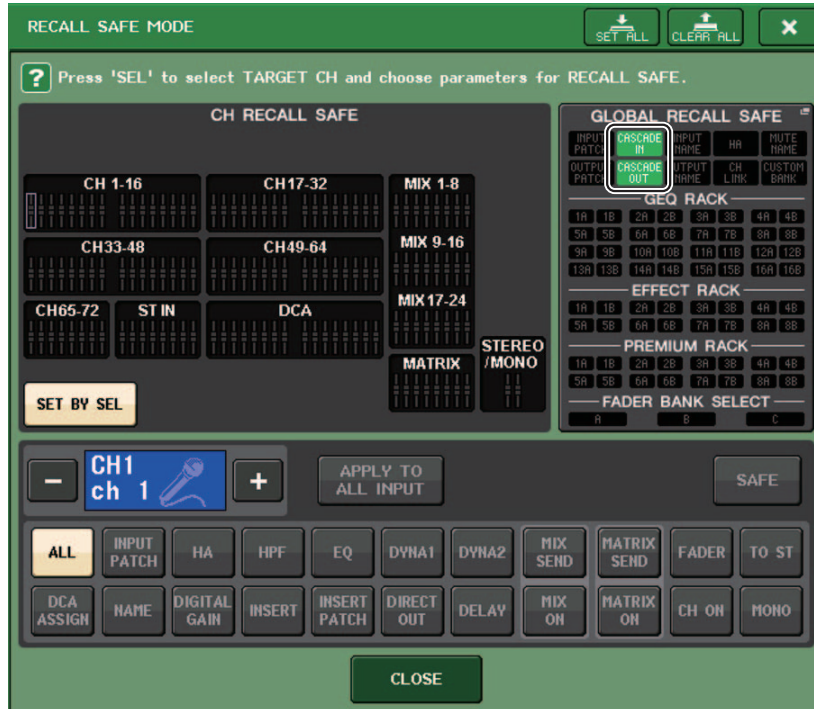 RECALL SAFE MODE
SET ALL
CLEAR ALL
? Press 'SEL' to select TARGET CH and choose parameters for RECALL SAFE.
CH RECALL SAFE
CH 1-16
CH17-32
MIX 1-8
CH33-48
CH49-64
MIX 9-16
CH65-72
ST IN
DCA
MIX17-24
MATRIX
STEREO
/MONO
SET BY SEL
GLOBAL RECALL SAFE
INPUT PATCH
CASCADE IN
INPUT NAME
HA
MUTE NAME
OUTPUT PATCH
CASCADE OUT
OUTPUT NAME
CH LINK
CUSTOM BANK
GEQ RACK
1A 1B 2A 2B 3A 3B 4A 4B
5A 5B 6A 6B 7A 7B 8A 8B
9A 9B 10A 10B 11A 11B 12A 12B
13A 13B 14A 14B 15A 15B 16A 16B
EFFECT RACK
1A 1B 2A 2B 3A 3B 4A 4B
5A 5B 6A 6B 7A 7B 8A 8B
PREMIUM RACK
1A 1B 2A 2B 3A 3B 4A 4B
5A 5B 6A 6B 7A 7B 8A 8B
FADER BANK SELECT
A B C
−
CH1
ch 1
+
APPLY TO
ALL INPUT
SAFE
ALL
INPUT PATCH
HA
HPF
EQ
DYNA1
DYNA2
MIX SEND
MATRIX SEND
FADER
TO ST
DCA ASSIGN
NAME
DIGITAL GAIN
INSERT
INSERT PATCH
DIRECT OUT
DELAY
MIX ON
MATRIX ON
CH ON
MONO
CLOSE